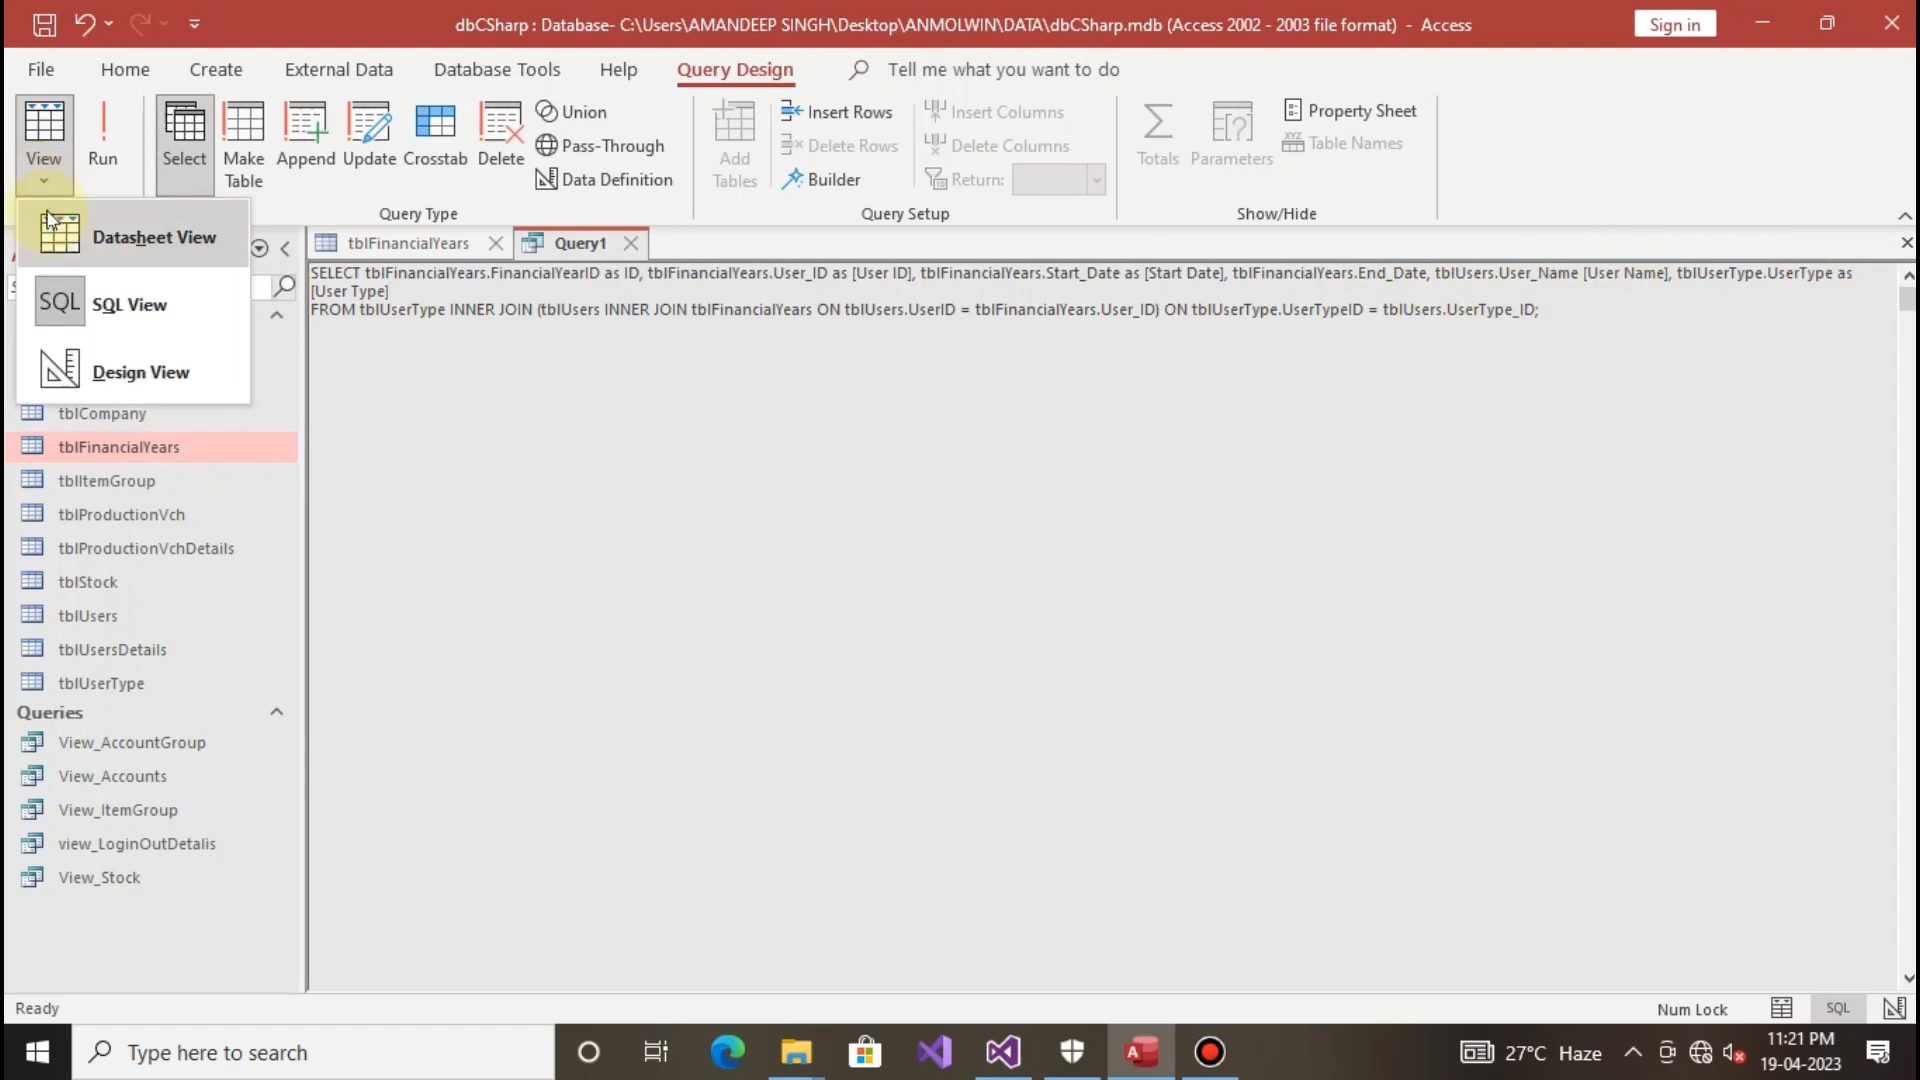 dbCSharp : Database- C:\Users\AMANDEEP SINGH\Desktop\ANMOLWIN\DATA\dbCSharp.mdb (Access 2002 - 2003 file format) - Access
Sign in
File
Home
Create
External Data
Database Tools
Help
Query Design
Tell me what you want to do
View
Run
Select
Make
Table
Append
Update
Crosstab
Delete
Union
Pass-Through
Data Definition
Query Type
Add
Tables
Insert Rows
Delete Rows
Builder
Insert Columns
Delete Columns
Return:
Query Setup
Totals
Parameters
Property Sheet
Table Names
Show/Hide
Datasheet View
SQL
SQL View
Design View
tblFinancialYears
Query1
SELECT tblFinancialYears.FinancialYearID as ID, tblFinancialYears.User_ID as [User ID], tblFinancialYears.Start_Date as [Start Date], tblFinancialYears.End_Date, tblUsers.User_Name [User Name], tblUserType.UserType as
[User Type]
FROM tblUserType INNER JOIN (tblUsers INNER JOIN tblFinancialYears ON tblUsers.UserID = tblFinancialYears.User_ID) ON tblUserType.UserTypeID = tblUsers.UserType_ID;
tblCompany
tblFinancialYears
tblItemGroup
tblProductionVch
tblProductionVchDetails
tblStock
tblUsers
tblUsersDetails
tblUserType
Queries
View_AccountGroup
View_Accounts
View_ItemGroup
view_LoginOutDetalis
View_Stock
Ready
Num Lock
SQL
Type here to search
27°C Haze
11:21 PM
19-04-2023